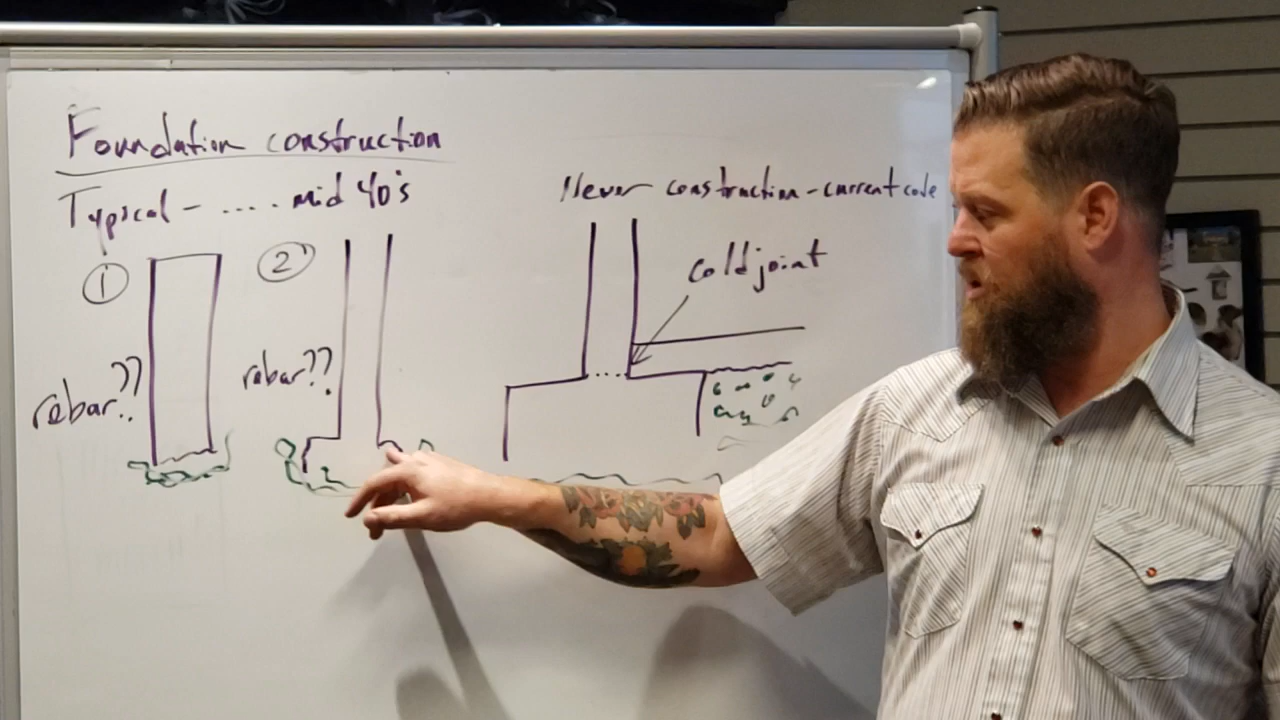 Foundation construction
Typical - ..... mid 40's
Newer construction - current code
① ②
cold joint
rebar?? rebar??